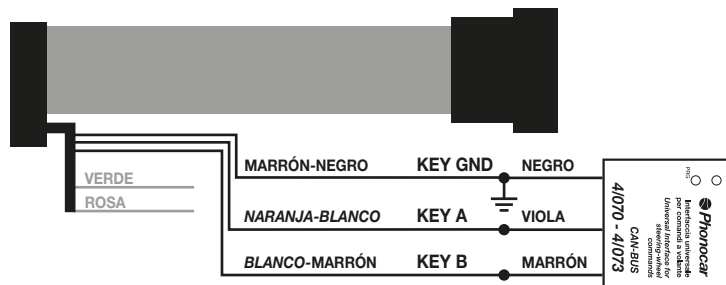 MARRÓN-NEGRO KEY GND NEGRO
VERDE
ROSA
NARANJA-BLANCO KEY A VIOLA
BLANCO-MARRÓN KEY B MARRÓN
PRG
Phonocar
Interfaccia universale
per comandi a volante
Universal Interface for
steering-wheel
commands
CAN-BUS
4/070 - 4/073